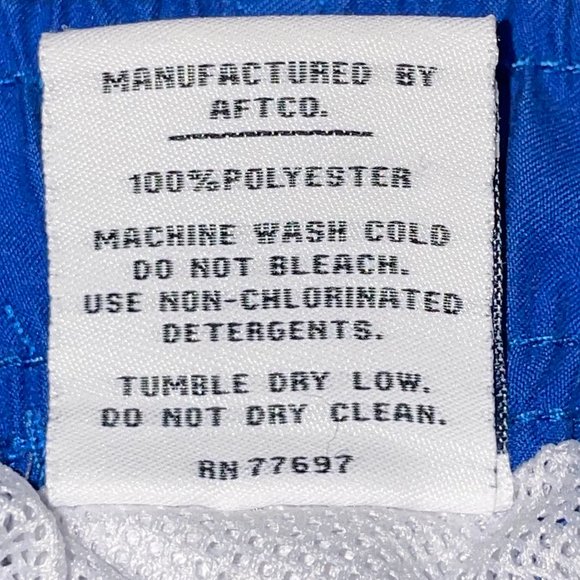 MANUFACTURED BY
AFTCO.
100%POLYESTER
MACHINE WASH COLD
DO NOT BLEACH.
USE NON-CHLORINATED
DETERGENTS.
TUMBLE DRY LOW.
DO NOT DRY CLEAN.
RN 77697